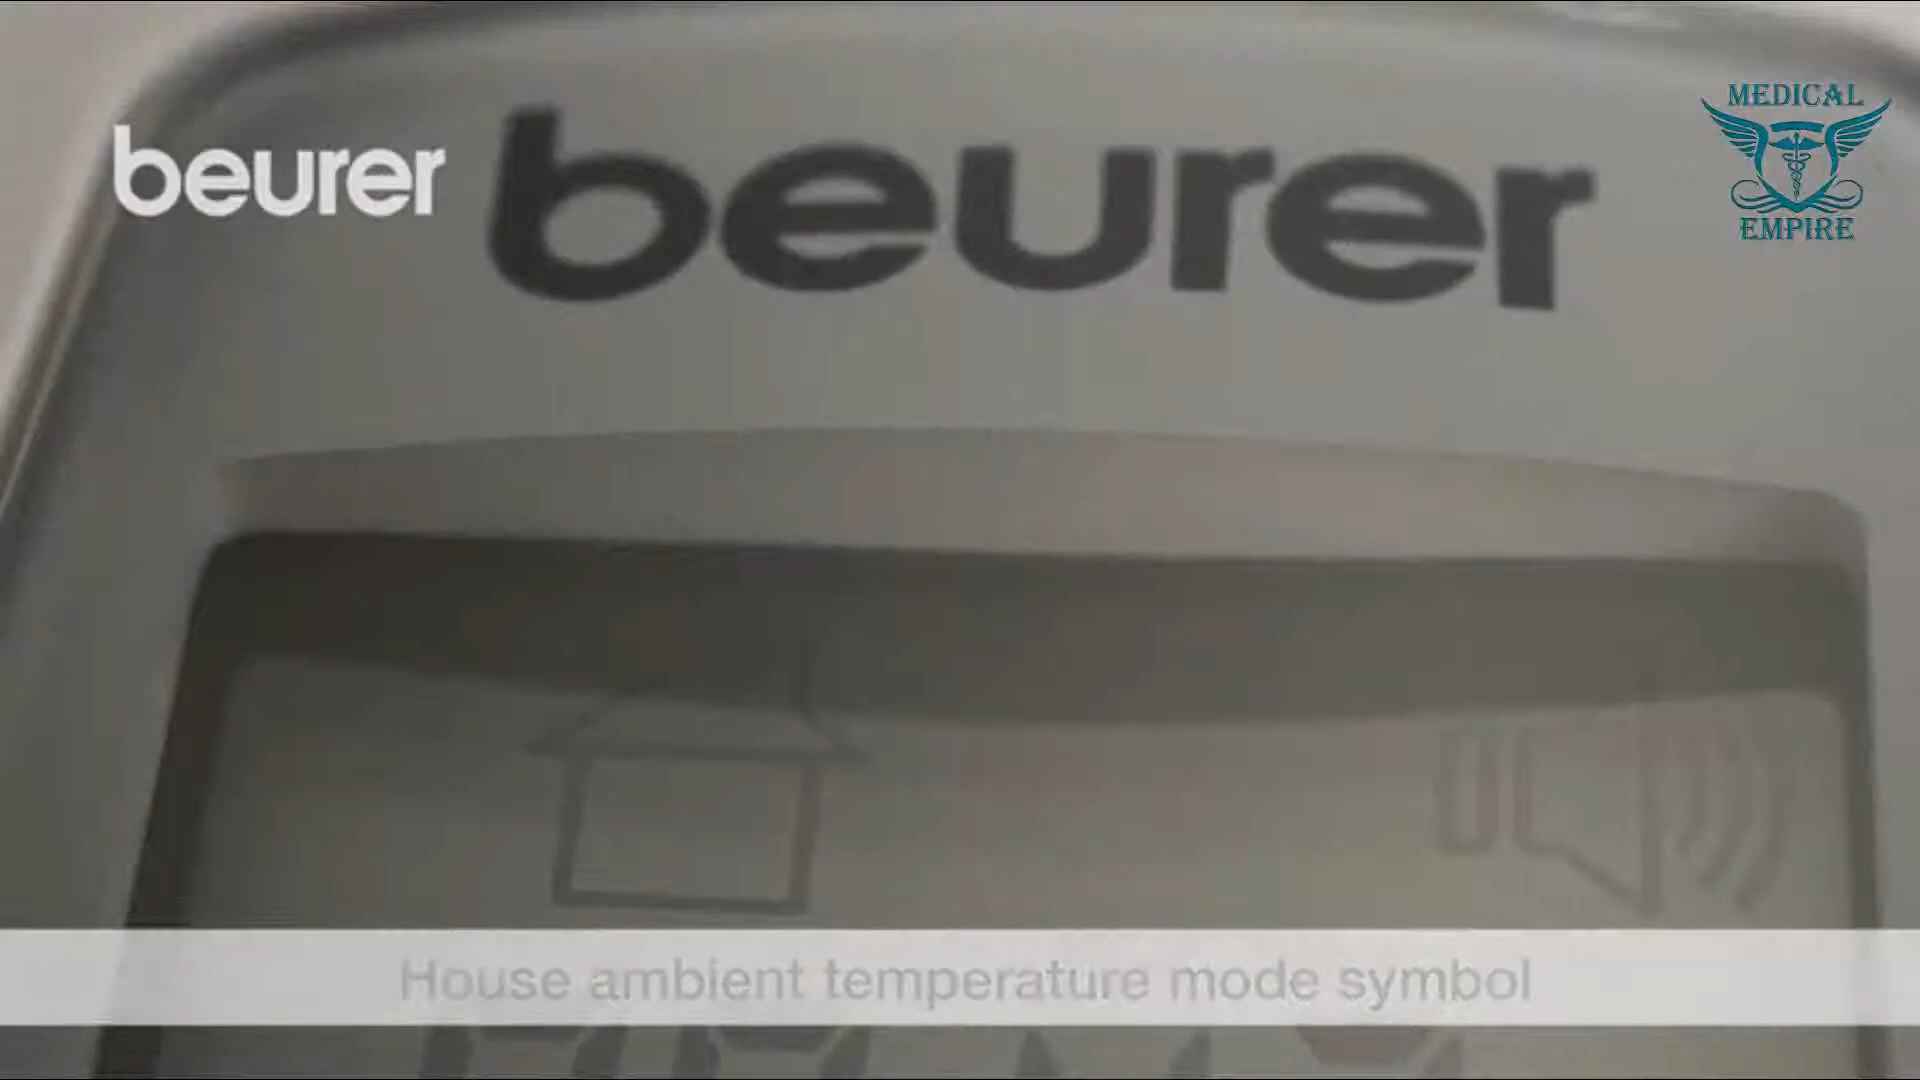 beurer
beurer
MEDICAL
EMPIRE
House ambient temperature mode symbol